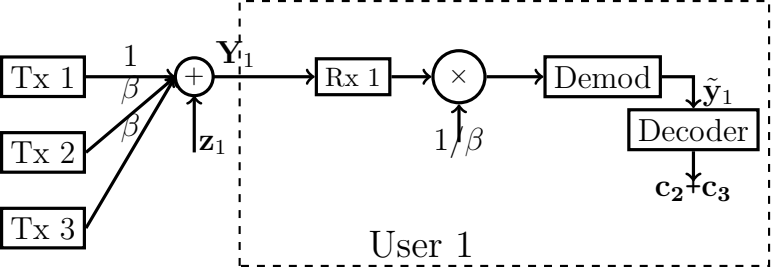 1
Y₁
Tx 1
+
Rx 1
×
Demod
β
ỹ₁
β
Tx 2
z₁
1/β
Decoder
c₂+c₃
Tx 3
User 1